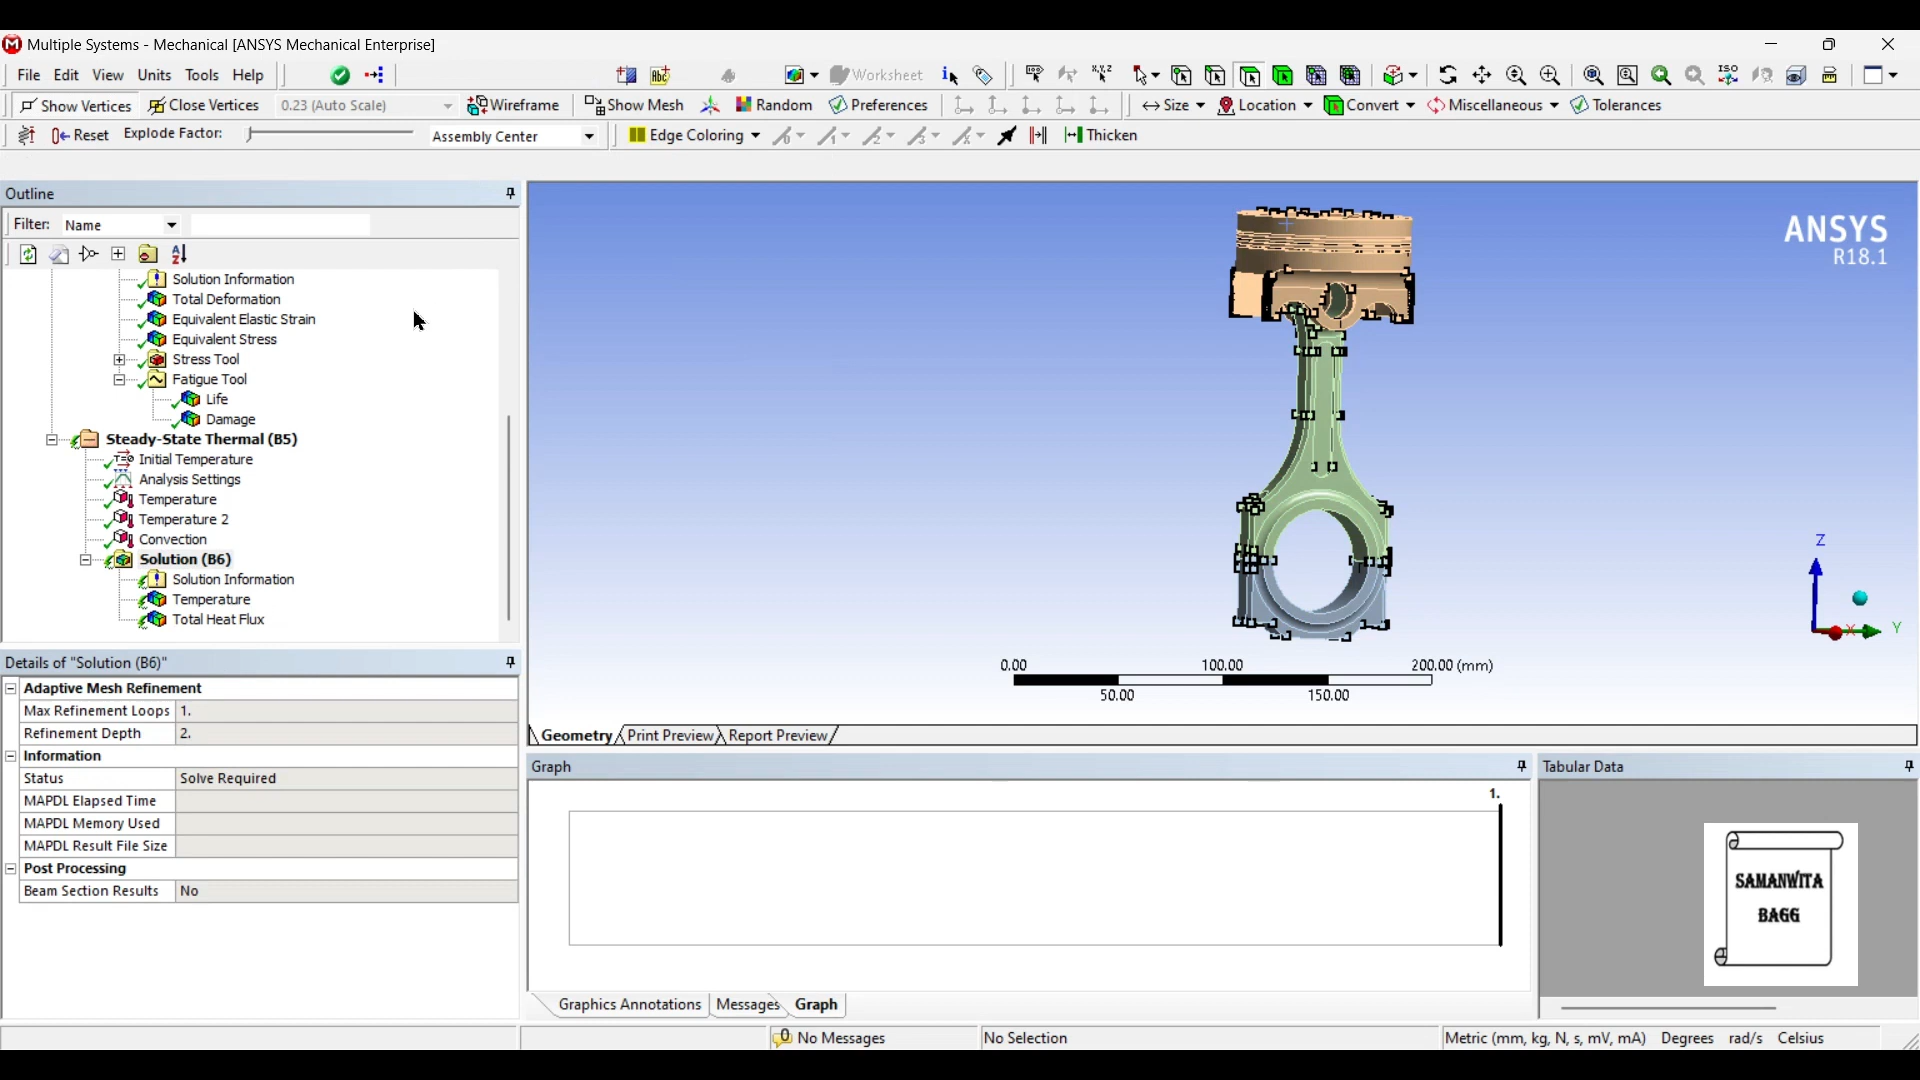 Multiple Systems - Mechanical [ANSYS Mechanical Enterprise]
File Edit View Units Tools Help Worksheet
Show Vertices Close Vertices 0.23 (Auto Scale) Wireframe Show Mesh Random Preferences Size Location Convert Miscellaneous Tolerances
Reset Explode Factor: Assembly Center Edge Coloring Thicken
Outline
Filter: Name
Solution Information
Total Deformation
Equivalent Elastic Strain
Equivalent Stress
Stress Tool
Fatigue Tool
Life
Damage
Steady-State Thermal (B5)
Initial Temperature
Analysis Settings
Temperature
Temperature 2
Convection
Solution (B6)
Solution Information
Temperature
Total Heat Flux
Details of "Solution (B6)"
Adaptive Mesh Refinement
Max Refinement Loops 1.
Refinement Depth 2.
Information
Status Solve Required
MAPDL Elapsed Time
MAPDL Memory Used
MAPDL Result File Size
Post Processing
Beam Section Results No
ANSYS
R18.1
Z
X Y
0.00 100.00 200.00 (mm)
50.00 150.00
Geometry Print Preview Report Preview
Graph
1.
Graphics Annotations Messages Graph
Tabular Data
SAMANWITA
BAGG
0 No Messages No Selection Metric (mm, kg, N, s, mV, mA) Degrees rad/s Celsius